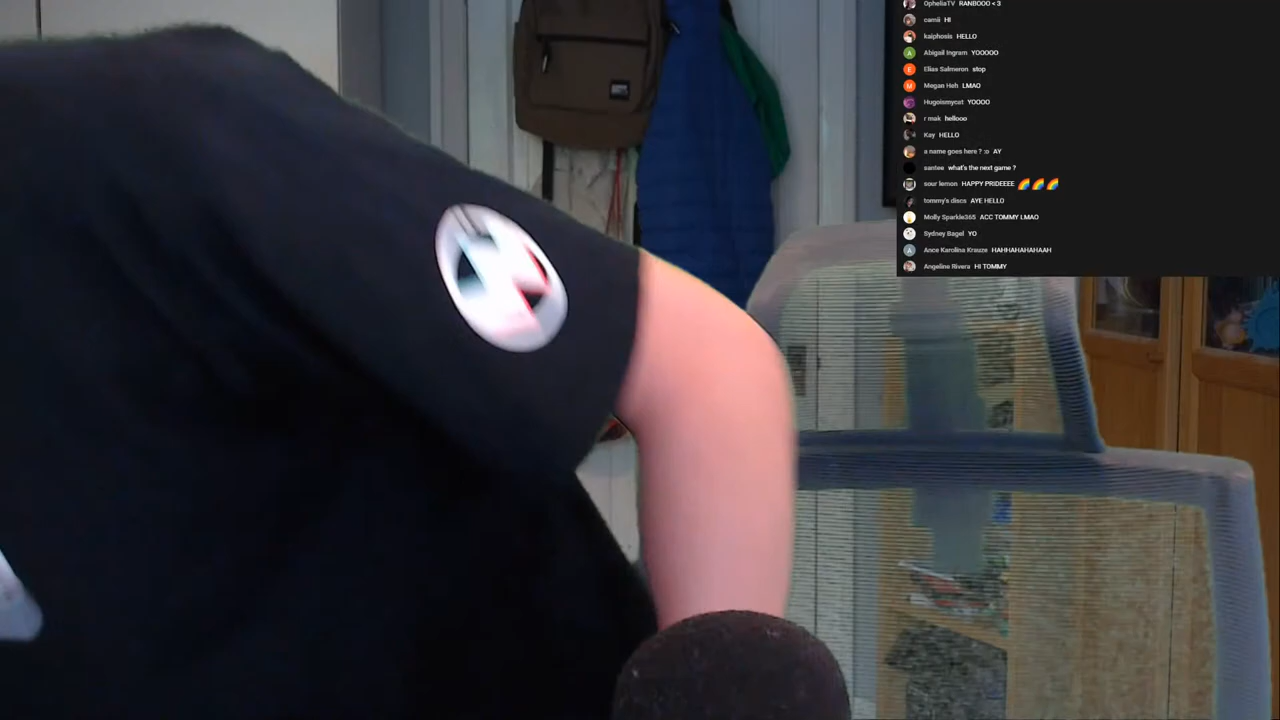 OpheliaTV RANBOOO < 3
camii HI
kaiphosis HELLO
Abigail Ingram YOOOOO
Elias Salmeron stop
Megan Heh LMAO
Hugoismycat YOOOO
r mak hellooo
Kay HELLO
a name goes here ? :o AY
santee what's the next game ?
sour lemon HAPPY PRIDEEEE 🌈🌈🌈
tommy's discs AYE HELLO
Molly Sparkle365 ACC TOMMY LMAO
Sydney Bagel YO
Ance Karolina Krauze HAHHAHAHAHAAH
Angeline Rivera HI TOMMY